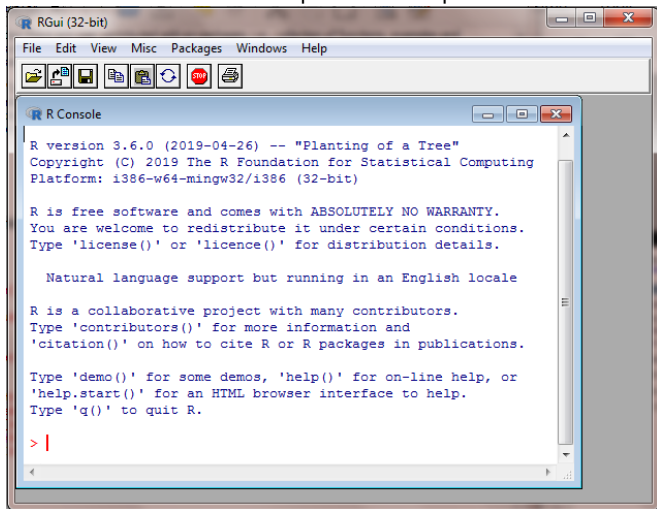 RGui (32-bit)
File Edit View Misc Packages Windows Help
STOP
R Console
R version 3.6.0 (2019-04-26) -- "Planting of a Tree"
Copyright (C) 2019 The R Foundation for Statistical Computing
Platform: i386-w64-mingw32/i386 (32-bit)
R is free software and comes with ABSOLUTELY NO WARRANTY.
You are welcome to redistribute it under certain conditions.
Type 'license()' or 'licence()' for distribution details.
Natural language support but running in an English locale
R is a collaborative project with many contributors.
Type 'contributors()' for more information and
'citation()' on how to cite R or R packages in publications.
Type 'demo()' for some demos, 'help()' for on-line help, or
'help.start()' for an HTML browser interface to help.
Type 'q()' to quit R.
>